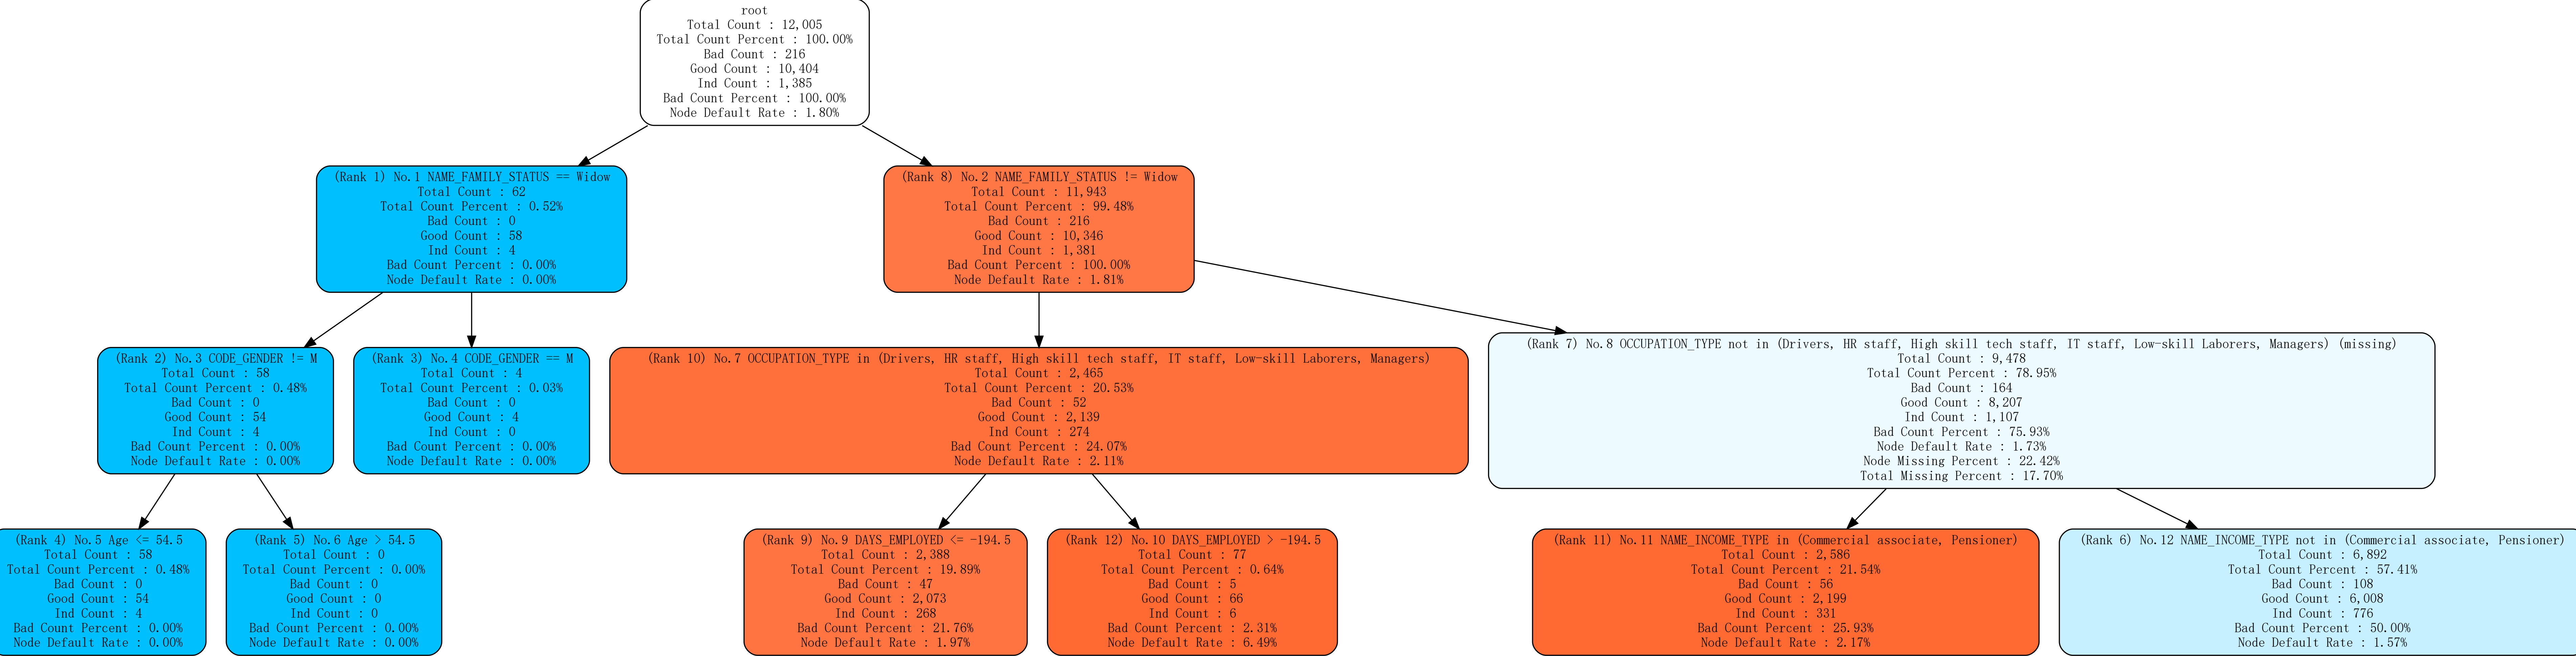 root
Total Count : 12,005
Total Count Percent : 100.00%
Bad Count : 216
Good Count : 10,404
Ind Count : 1,385
Bad Count Percent : 100.00%
Node Default Rate : 1.80%
(Rank 1) No.1 NAME_FAMILY_STATUS == Widow
Total Count : 62
Total Count Percent : 0.52%
Bad Count : 0
Good Count : 58
Ind Count : 4
Bad Count Percent : 0.00%
Node Default Rate : 0.00%
(Rank 8) No.2 NAME_FAMILY_STATUS != Widow
Total Count : 11,943
Total Count Percent : 99.48%
Bad Count : 216
Good Count : 10,346
Ind Count : 1,381
Bad Count Percent : 100.00%
Node Default Rate : 1.81%
(Rank 2) No.3 CODE_GENDER != M
Total Count : 58
Total Count Percent : 0.48%
Bad Count : 0
Good Count : 54
Ind Count : 4
Bad Count Percent : 0.00%
Node Default Rate : 0.00%
(Rank 3) No.4 CODE_GENDER == M
Total Count : 4
Total Count Percent : 0.03%
Bad Count : 0
Good Count : 4
Ind Count : 0
Bad Count Percent : 0.00%
Node Default Rate : 0.00%
(Rank 10) No.7 OCCUPATION_TYPE in (Drivers, HR staff, High skill tech staff, IT staff, Low-skill Laborers, Managers)
Total Count : 2,465
Total Count Percent : 20.53%
Bad Count : 52
Good Count : 2,139
Ind Count : 274
Bad Count Percent : 24.07%
Node Default Rate : 2.11%
(Rank 7) No.8 OCCUPATION_TYPE not in (Drivers, HR staff, High skill tech staff, IT staff, Low-skill Laborers, Managers) (missing)
Total Count : 9,478
Total Count Percent : 78.95%
Bad Count : 164
Good Count : 8,207
Ind Count : 1,107
Bad Count Percent : 75.93%
Node Default Rate : 1.73%
Node Missing Percent : 22.42%
Total Missing Percent : 17.70%
(Rank 4) No.5 Age <= 54.5
Total Count : 58
Total Count Percent : 0.48%
Bad Count : 0
Good Count : 54
Ind Count : 4
Bad Count Percent : 0.00%
Node Default Rate : 0.00%
(Rank 5) No.6 Age > 54.5
Total Count : 0
Total Count Percent : 0.00%
Bad Count : 0
Good Count : 0
Ind Count : 0
Bad Count Percent : 0.00%
Node Default Rate : 0.00%
(Rank 9) No.9 DAYS_EMPLOYED <= -194.5
Total Count : 2,388
Total Count Percent : 19.89%
Bad Count : 47
Good Count : 2,073
Ind Count : 268
Bad Count Percent : 21.76%
Node Default Rate : 1.97%
(Rank 12) No.10 DAYS_EMPLOYED > -194.5
Total Count : 77
Total Count Percent : 0.64%
Bad Count : 5
Good Count : 66
Ind Count : 6
Bad Count Percent : 2.31%
Node Default Rate : 6.49%
(Rank 11) No.11 NAME_INCOME_TYPE in (Commercial associate, Pensioner)
Total Count : 2,586
Total Count Percent : 21.54%
Bad Count : 56
Good Count : 2,199
Ind Count : 331
Bad Count Percent : 25.93%
Node Default Rate : 2.17%
(Rank 6) No.12 NAME_INCOME_TYPE not in (Commercial associate, Pensioner)
Total Count : 6,892
Total Count Percent : 57.41%
Bad Count : 108
Good Count : 6,008
Ind Count : 776
Bad Count Percent : 50.00%
Node Default Rate : 1.57%